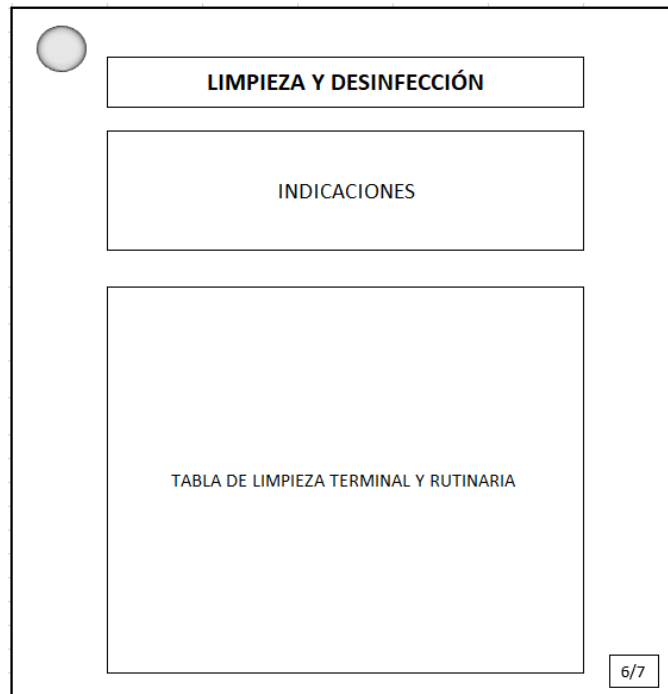 LIMPIEZA Y DESINFECCIÓN
INDICACIONES
TABLA DE LIMPIEZA TERMINAL Y RUTINARIA
6/7